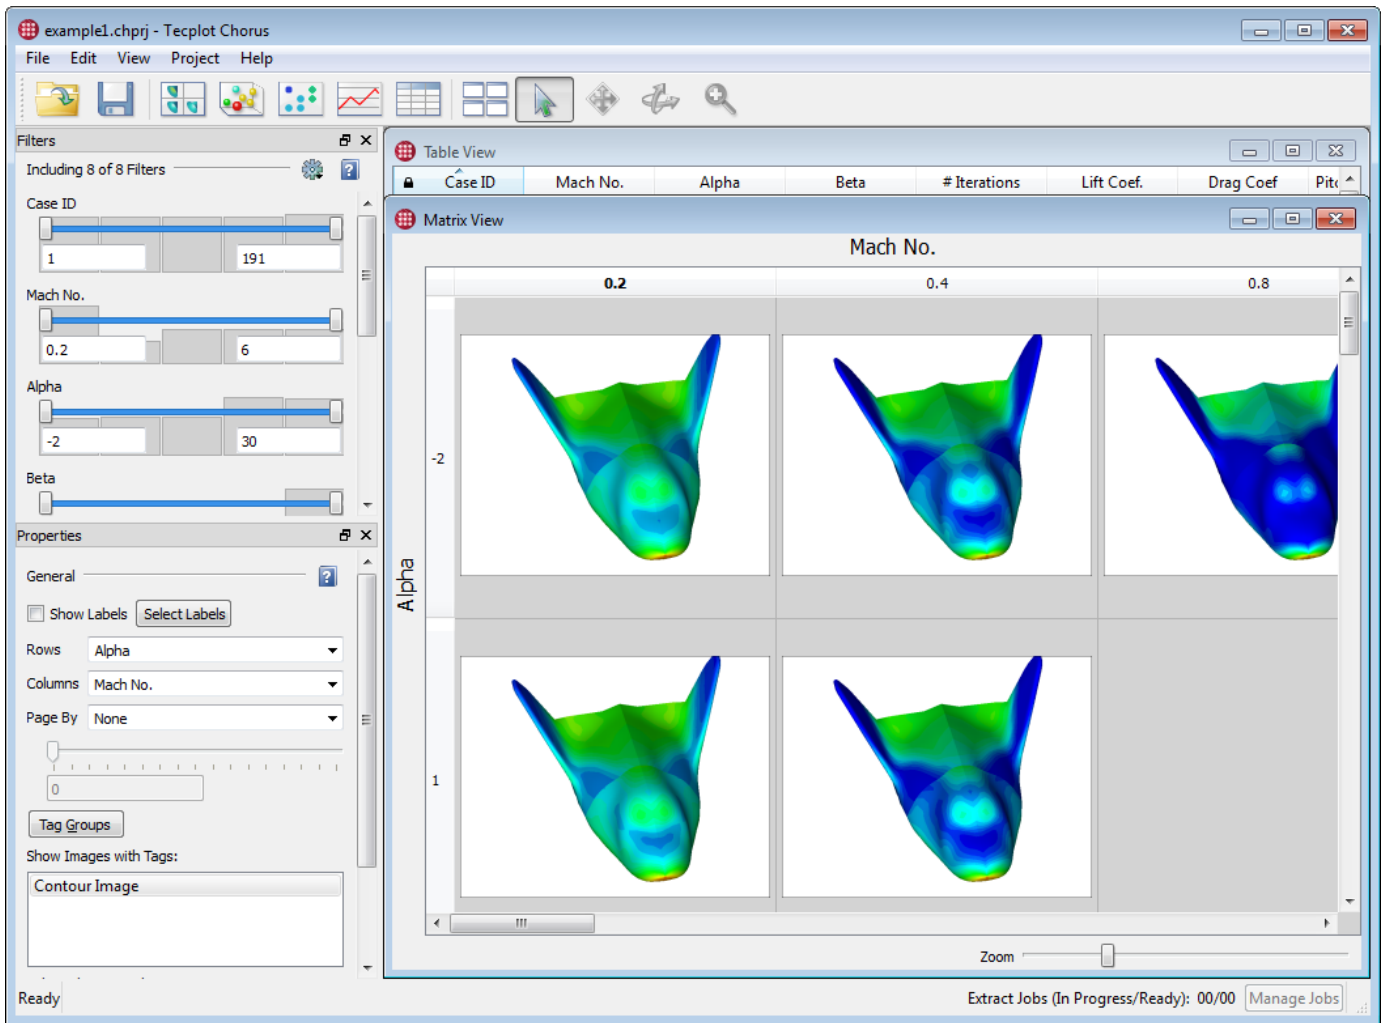 example1.chprj - Tecplot Chorus
File Edit View Project Help
Filters
Including 8 of 8 Filters
Case ID
1 191
Mach No.
0.2 6
Alpha
-2 30
Beta
Properties
General
Show Labels Select Labels
Rows Alpha
Columns Mach No.
Page By None
0
Tag Groups
Show Images with Tags:
Contour Image
Table View
Case ID Mach No. Alpha Beta # Iterations Lift Coef. Drag Coef
Matrix View
Mach No.
0.2 0.4 0.8
Alpha
-2
1
Zoom
Ready
Extract Jobs (In Progress/Ready): 00/00 Manage Jobs